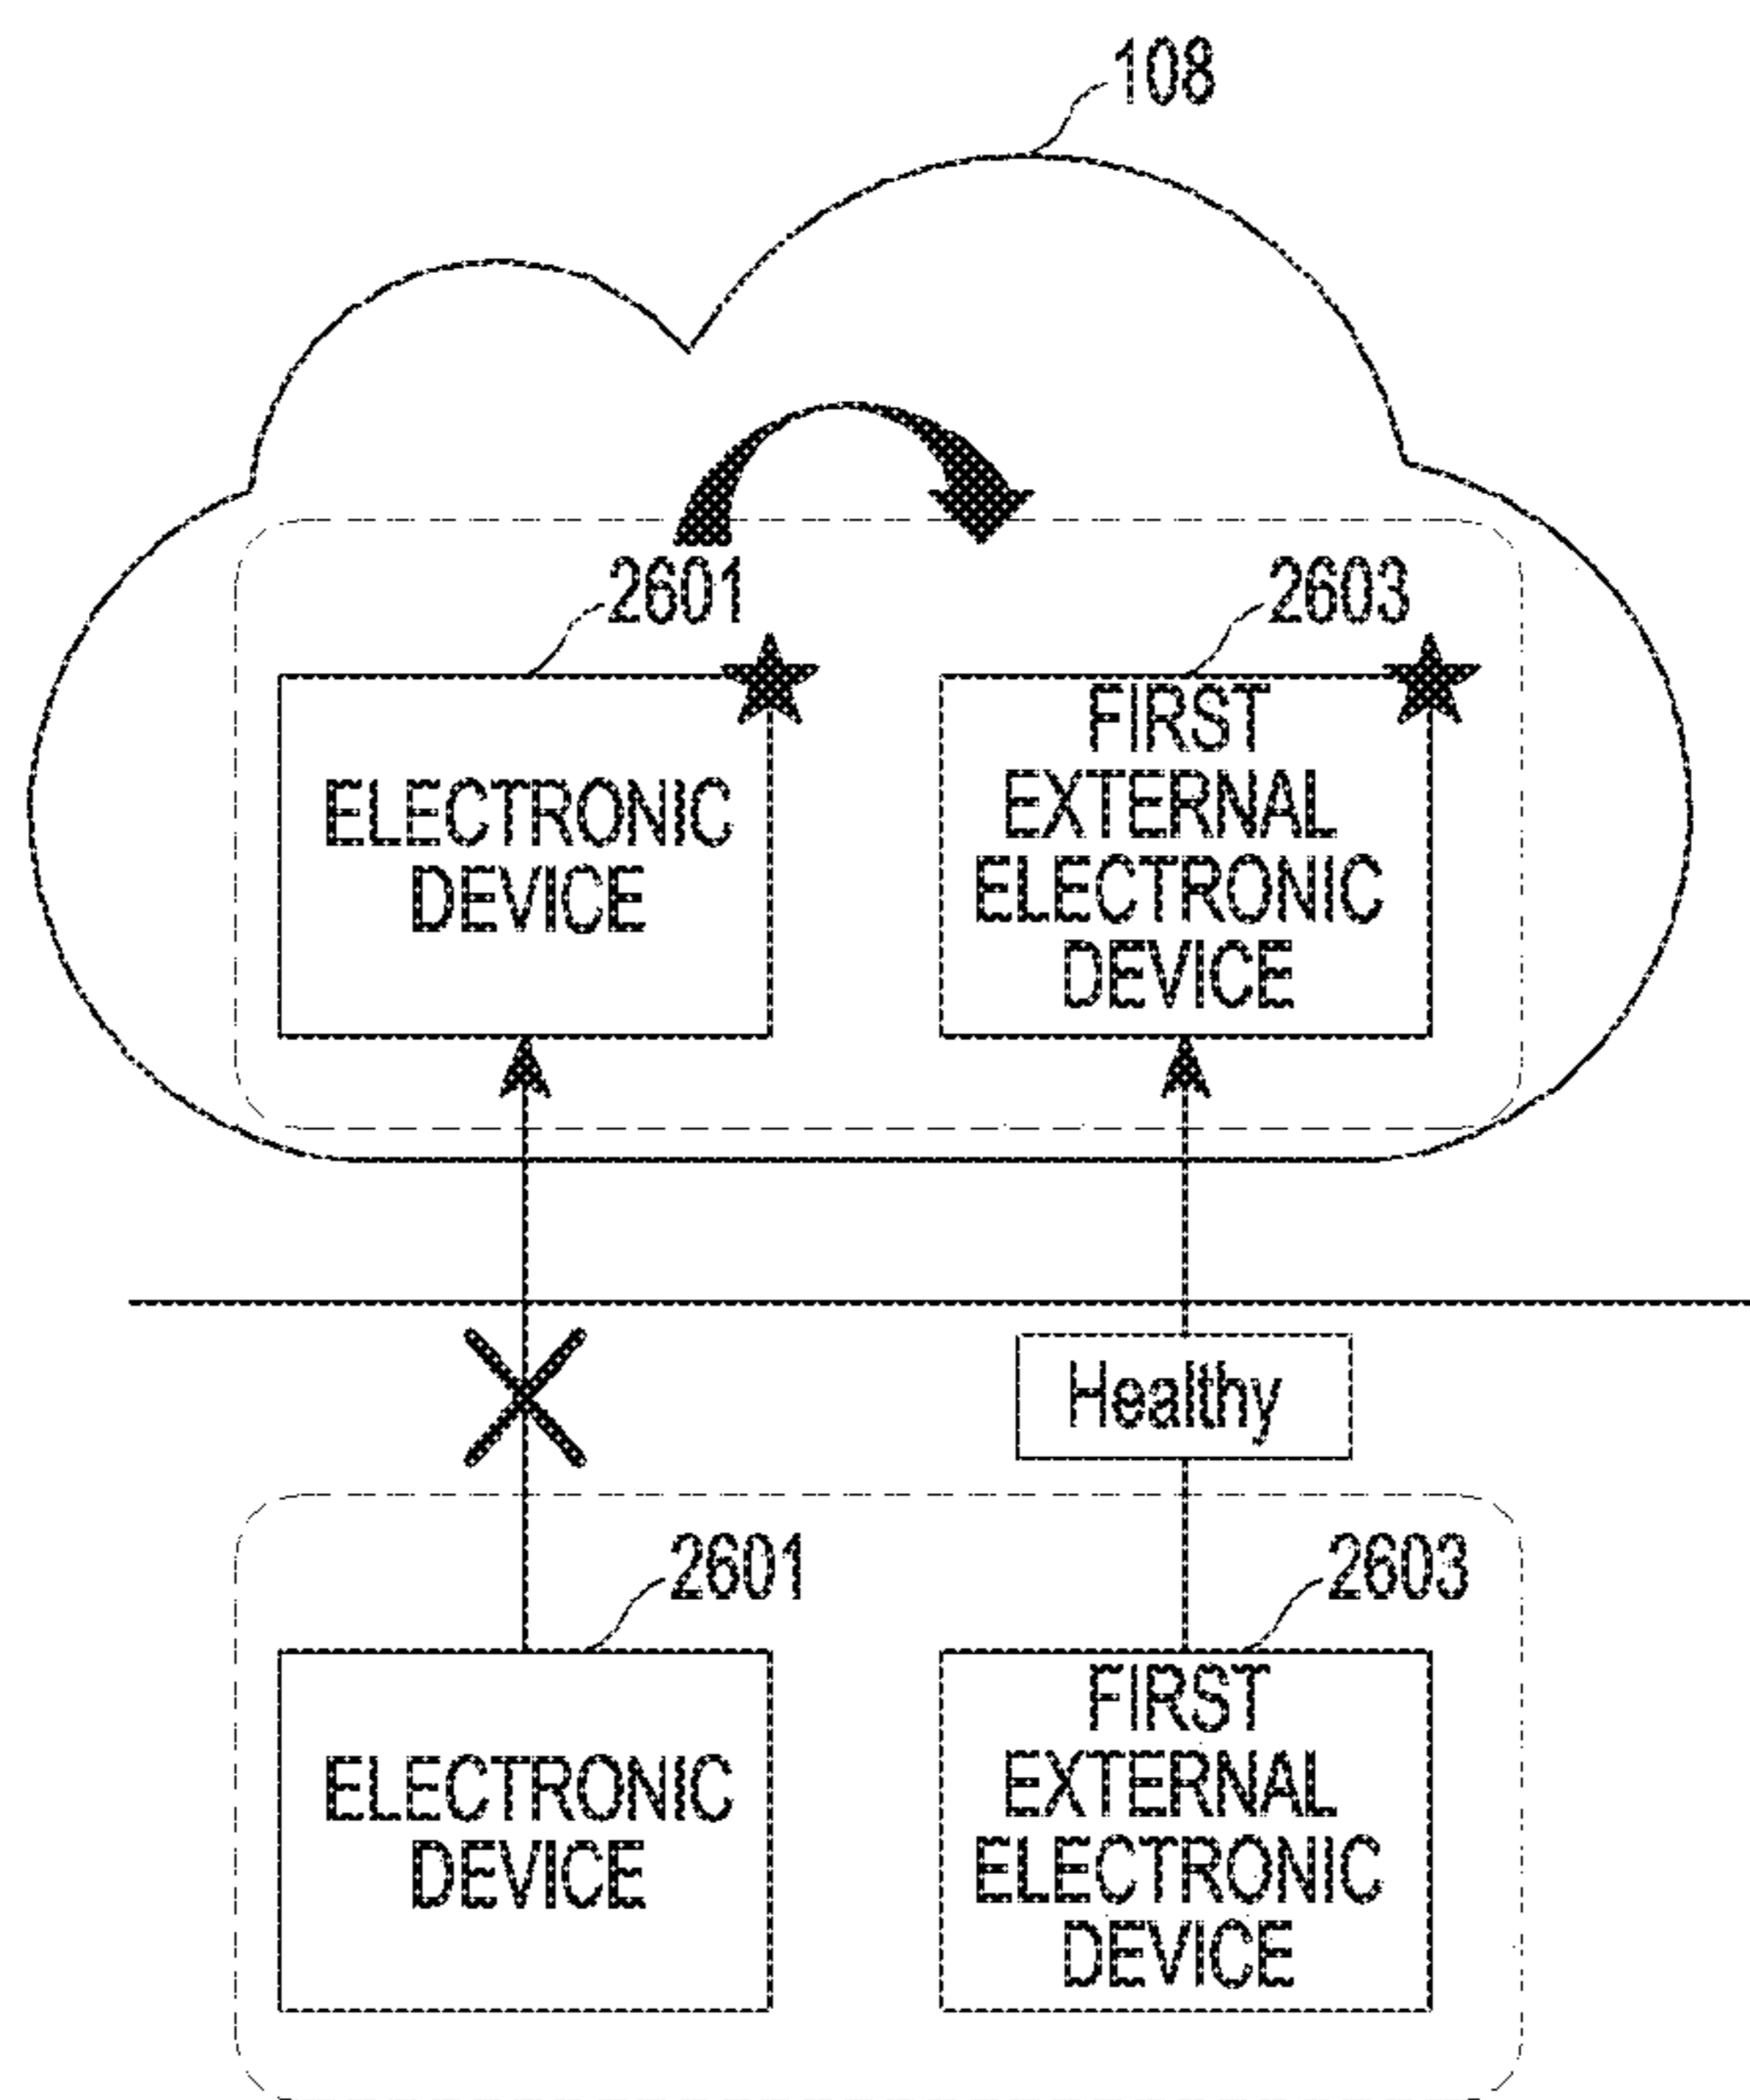 108
2601
2603
ELECTRONIC
DEVICE
FIRST
EXTERNAL
ELECTRONIC
DEVICE
Healthy
2601
2603
ELECTRONIC
DEVICE
FIRST
EXTERNAL
ELECTRONIC
DEVICE